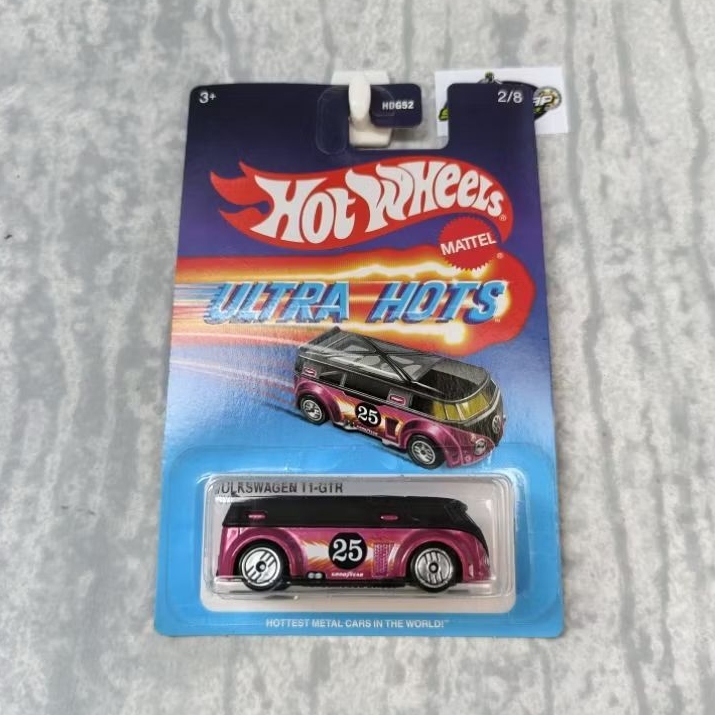 3+
HDG52
2/8
HOT WHEELS
®
MATTEL
®
ULTRA HOTS
25
VOLKSWAGEN T1-GTR
25
GOODYEAR
HOTTEST METAL CARS IN THE WORLD!™